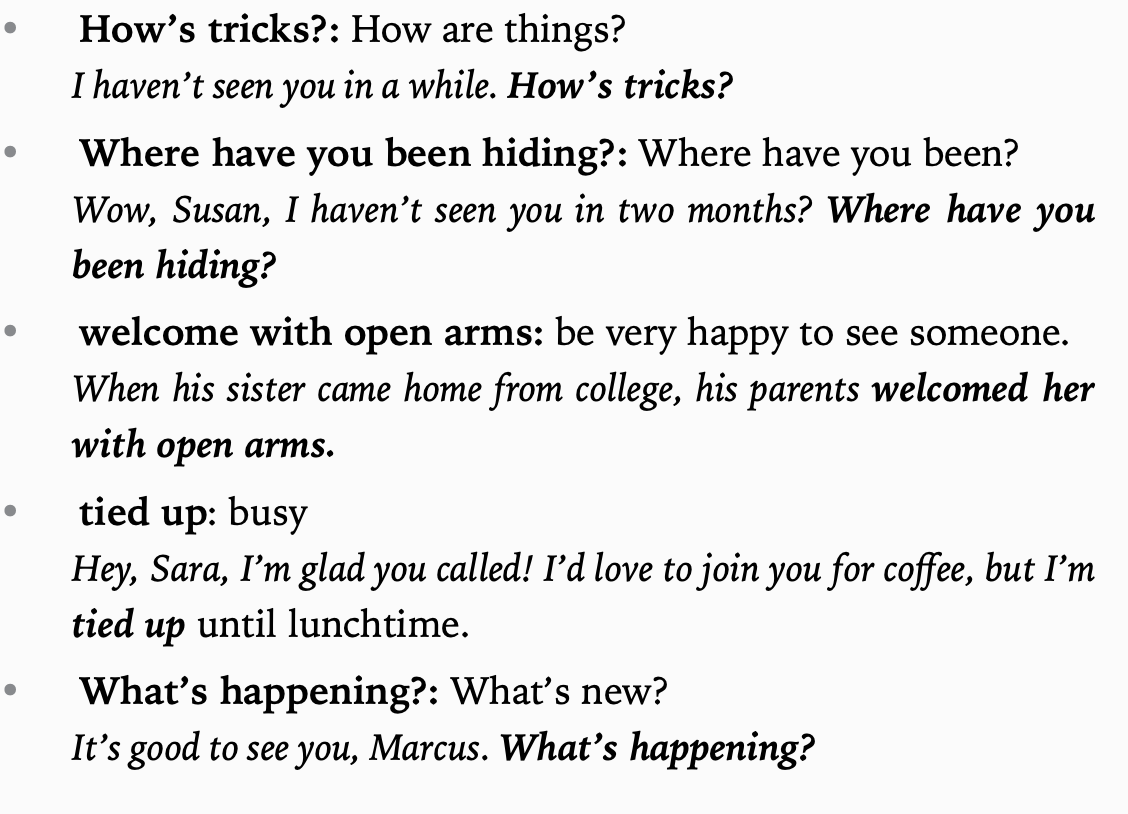 • How’s tricks?: How are things?
I haven’t seen you in a while. How’s tricks?
• Where have you been hiding?: Where have you been?
Wow, Susan, I haven’t seen you in two months? Where have you
been hiding?
• welcome with open arms: be very happy to see someone.
When his sister came home from college, his parents welcomed her
with open arms.
• tied up: busy
Hey, Sara, I’m glad you called! I’d love to join you for coffee, but I’m
tied up until lunchtime.
• What’s happening?: What’s new?
It’s good to see you, Marcus. What’s happening?